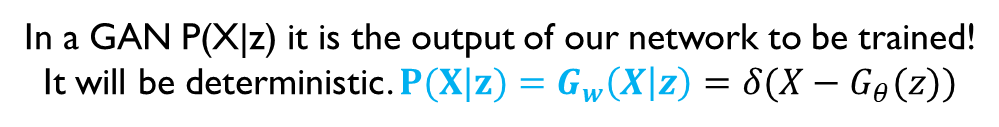 In a GAN P(X|z) it is the output of our network to be trained!
It will be deterministic. P(X|z) = G_w(X|z) = δ(X − G_θ(z))